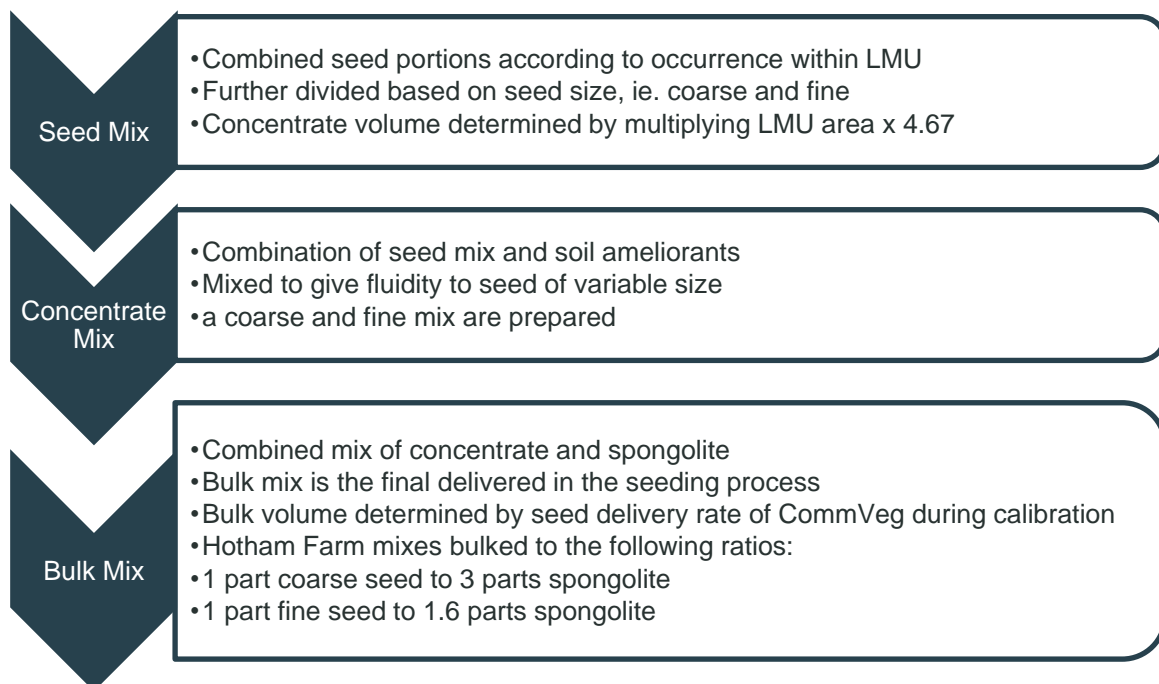 Seed Mix
•Combined seed portions according to occurrence within LMU
•Further divided based on seed size, ie. coarse and fine
•Concentrate volume determined by multiplying LMU area x 4.67
Concentrate
Mix
•Combination of seed mix and soil ameliorants
•Mixed to give fluidity to seed of variable size
•a coarse and fine mix are prepared
Bulk Mix
•Combined mix of concentrate and spongolite
•Bulk mix is the final delivered in the seeding process
•Bulk volume determined by seed delivery rate of CommVeg during calibration
•Hotham Farm mixes bulked to the following ratios:
•1 part coarse seed to 3 parts spongolite
•1 part fine seed to 1.6 parts spongolite